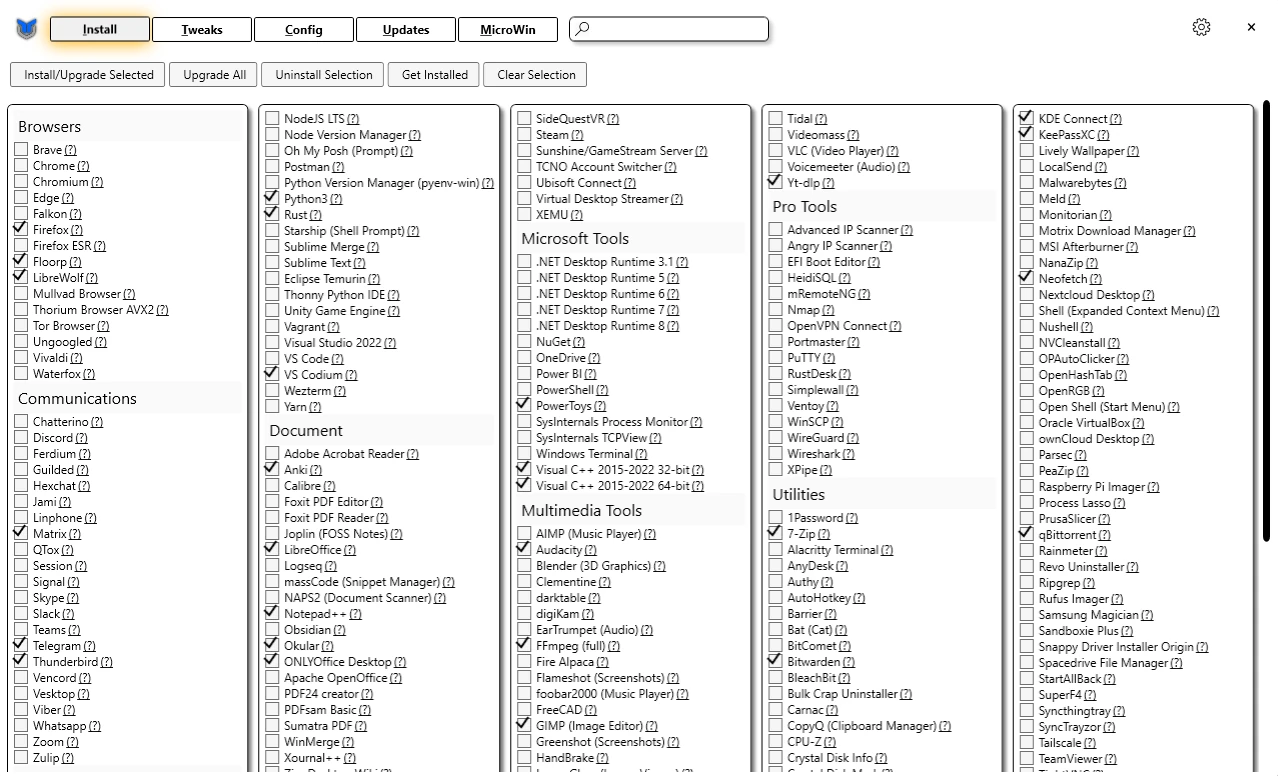 Install
Tweaks
Config
Updates
MicroWin
Install/Upgrade Selected
Upgrade All
Uninstall Selection
Get Installed
Clear Selection
Browsers
Brave (?)
Chrome (?)
Chromium (?)
Edge (?)
Falkon (?)
Firefox (?)
Firefox ESR (?)
Floorp (?)
LibreWolf (?)
Mullvad Browser (?)
Thorium Browser AVX2 (?)
Tor Browser (?)
Ungoogled (?)
Vivaldi (?)
Waterfox (?)
Communications
Chatterino (?)
Discord (?)
Ferdium (?)
Guilded (?)
Hexchat (?)
Jami (?)
Linphone (?)
Matrix (?)
QTox (?)
Session (?)
Signal (?)
Skype (?)
Slack (?)
Teams (?)
Telegram (?)
Thunderbird (?)
Vencord (?)
Vesktop (?)
Viber (?)
Whatsapp (?)
Zoom (?)
Zulip (?)
NodeJS LTS (?)
Node Version Manager (?)
Oh My Posh (Prompt) (?)
Postman (?)
Python Version Manager (pyenv-win) (?)
Python3 (?)
Rust (?)
Starship (Shell Prompt) (?)
Sublime Merge (?)
Sublime Text (?)
Eclipse Temurin (?)
Thonny Python IDE (?)
Unity Game Engine (?)
Vagrant (?)
Visual Studio 2022 (?)
VS Code (?)
VS Codium (?)
Wezterm (?)
Yarn (?)
Document
Adobe Acrobat Reader (?)
Anki (?)
Calibre (?)
Foxit PDF Editor (?)
Foxit PDF Reader (?)
Joplin (FOSS Notes) (?)
LibreOffice (?)
Logseq (?)
massCode (Snippet Manager) (?)
NAPS2 (Document Scanner) (?)
Notepad++ (?)
Obsidian (?)
Okular (?)
ONLYOffice Desktop (?)
Apache OpenOffice (?)
PDF24 creator (?)
PDFsam Basic (?)
Sumatra PDF (?)
WinMerge (?)
Xournal++ (?)
SideQuestVR (?)
Steam (?)
Sunshine/GameStream Server (?)
TCNO Account Switcher (?)
Ubisoft Connect (?)
Virtual Desktop Streamer (?)
XEMU (?)
Microsoft Tools
.NET Desktop Runtime 3.1 (?)
.NET Desktop Runtime 5 (?)
.NET Desktop Runtime 6 (?)
.NET Desktop Runtime 7 (?)
.NET Desktop Runtime 8 (?)
NuGet (?)
OneDrive (?)
Power BI (?)
PowerShell (?)
PowerToys (?)
SysInternals Process Monitor (?)
SysInternals TCPView (?)
Windows Terminal (?)
Visual C++ 2015-2022 32-bit (?)
Visual C++ 2015-2022 64-bit (?)
Multimedia Tools
AIMP (Music Player) (?)
Audacity (?)
Blender (3D Graphics) (?)
Clementine (?)
darktable (?)
digiKam (?)
EarTrumpet (Audio) (?)
FFmpeg (full) (?)
Fire Alpaca (?)
Flameshot (Screenshots) (?)
foobar2000 (Music Player) (?)
FreeCAD (?)
GIMP (Image Editor) (?)
Greenshot (Screenshots) (?)
HandBrake (?)
Tidal (?)
Videomass (?)
VLC (Video Player) (?)
Voicemeeter (Audio) (?)
Yt-dlp (?)
Pro Tools
Advanced IP Scanner (?)
Angry IP Scanner (?)
EFI Boot Editor (?)
HeidiSQL (?)
mRemoteNG (?)
Nmap (?)
OpenVPN Connect (?)
Portmaster (?)
PuTTY (?)
RustDesk (?)
Simplewall (?)
Ventoy (?)
WinSCP (?)
WireGuard (?)
Wireshark (?)
XPipe (?)
Utilities
1Password (?)
7-Zip (?)
Alacritty Terminal (?)
AnyDesk (?)
Authy (?)
AutoHotkey (?)
Barrier (?)
Bat (Cat) (?)
BitComet (?)
Bitwarden (?)
BleachBit (?)
Bulk Crap Uninstaller (?)
Carnac (?)
CopyQ (Clipboard Manager) (?)
CPU-Z (?)
Crystal Disk Info (?)
KDE Connect (?)
KeePassXC (?)
Lively Wallpaper (?)
LocalSend (?)
Malwarebytes (?)
Meld (?)
Monitorian (?)
Motrix Download Manager (?)
MSI Afterburner (?)
NanaZip (?)
Neofetch (?)
Nextcloud Desktop (?)
Shell (Expanded Context Menu) (?)
Nushell (?)
NVCleanstall (?)
OPAutoClicker (?)
OpenHashTab (?)
OpenRGB (?)
Open Shell (Start Menu) (?)
Oracle VirtualBox (?)
ownCloud Desktop (?)
Parsec (?)
PeaZip (?)
Raspberry Pi Imager (?)
Process Lasso (?)
PrusaSlicer (?)
qBittorrent (?)
Rainmeter (?)
Revo Uninstaller (?)
Ripgrep (?)
Rufus Imager (?)
Samsung Magician (?)
Sandboxie Plus (?)
Snappy Driver Installer Origin (?)
Spacedrive File Manager (?)
StartAllBack (?)
SuperF4 (?)
Syncthingtray (?)
SyncTrayzor (?)
Tailscale (?)
TeamViewer (?)